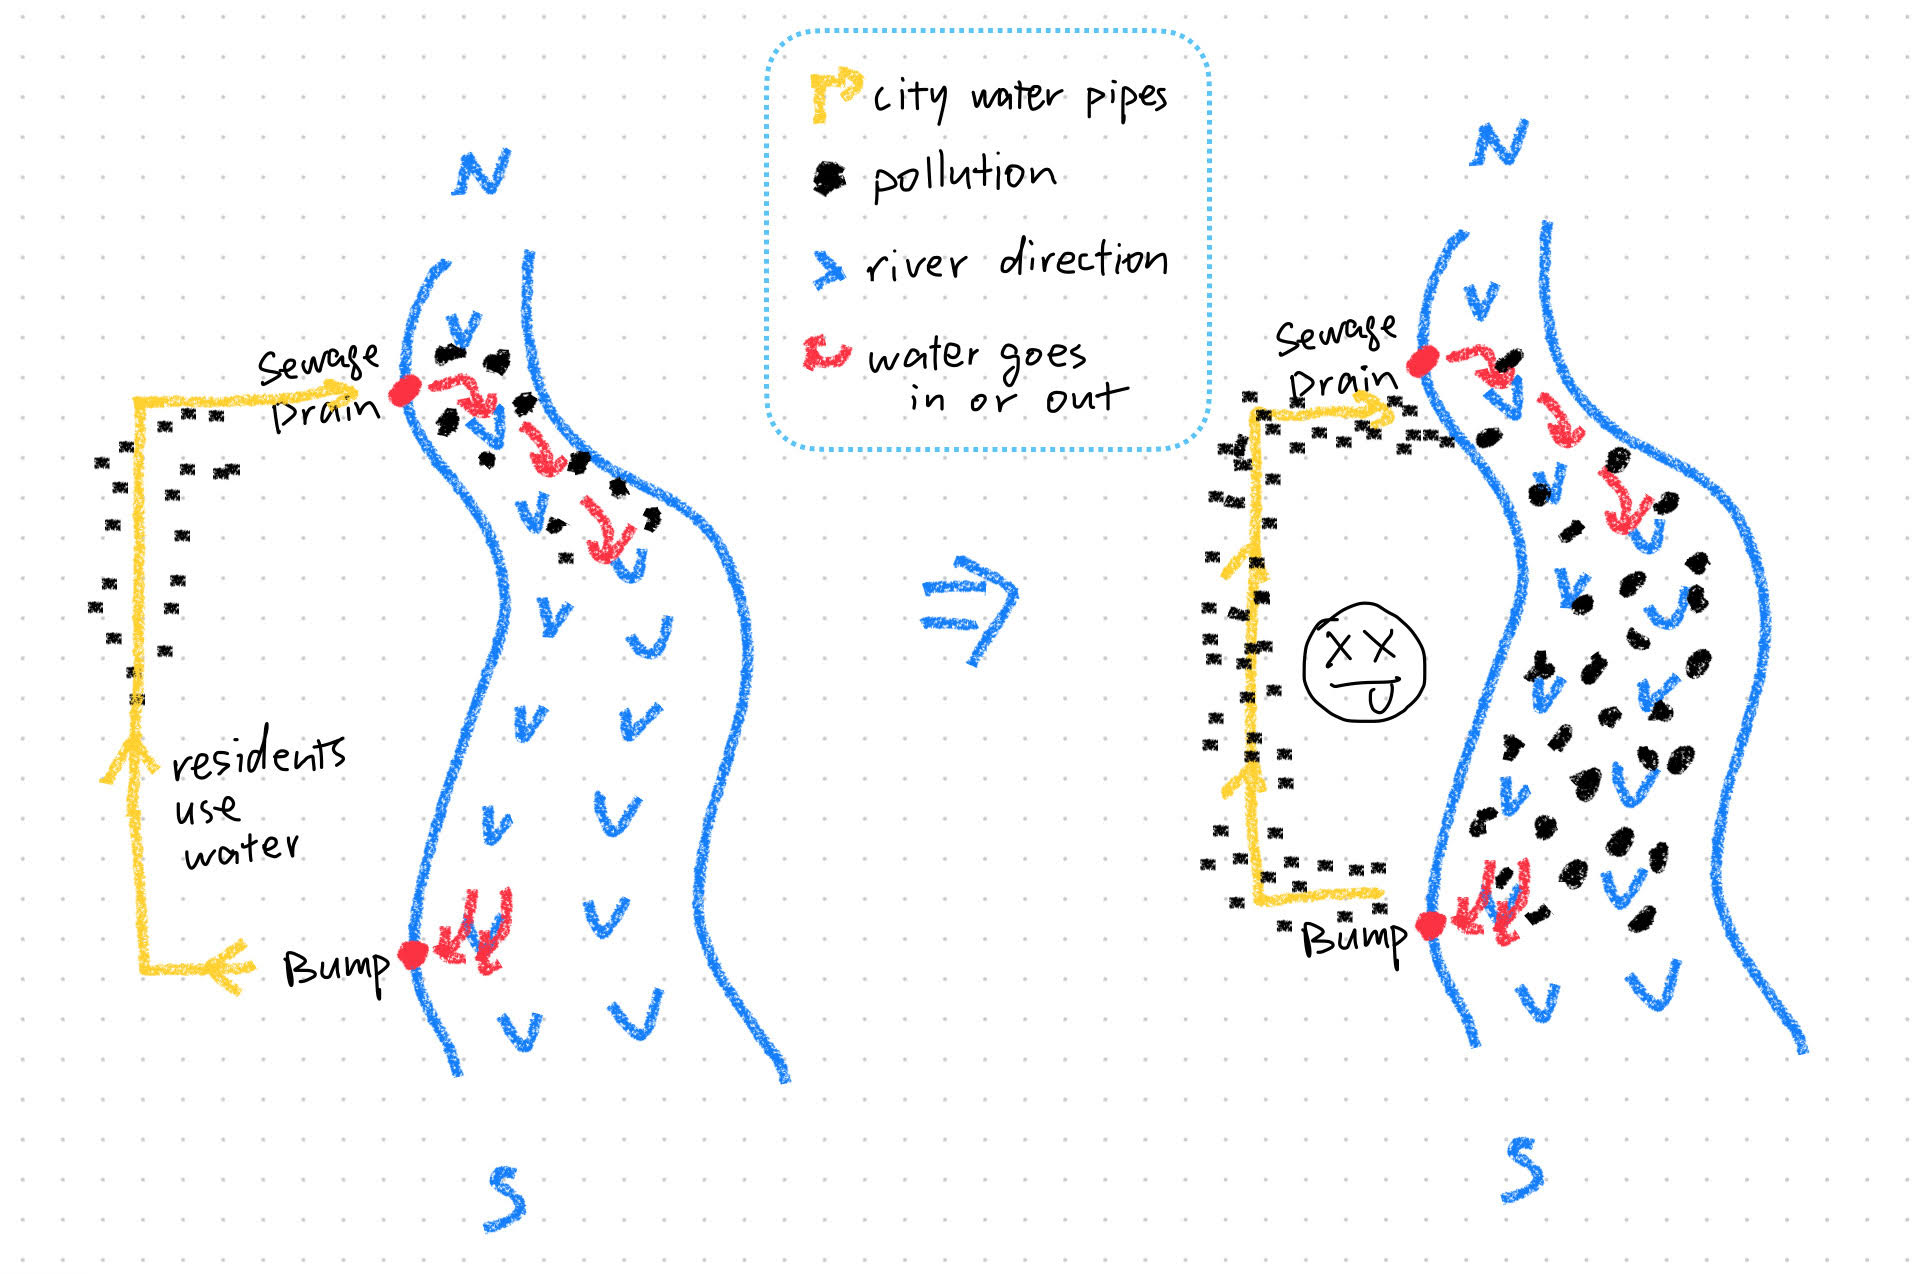 city water pipes
pollution
river direction
water goes
in or out
N
Sewage
Drain
residents
use
water
Bump
S
N
Sewage
Drain
Bump
S